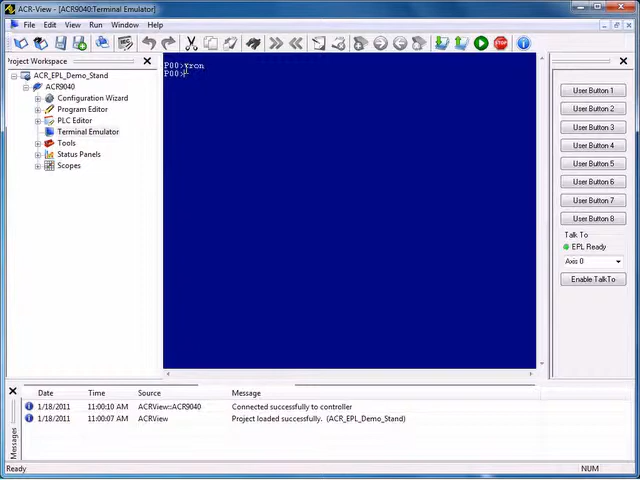 ACR-View - [ACR9040:Terminal Emulator]
File Edit View Tools Window Help
Project Workspace
ACR_EPL_Demo_Stand
ACR9040
Configuration Wizard
Program Editor
PLC Editor
Terminal Emulator
Tools
Status Panels
Scopes
P00>vron
P00>
User Button 1
User Button 2
User Button 3
User Button 4
User Button 5
User Button 6
User Button 7
User Button 8
Talk To
EPL Ready
Axis 0
Enable TalkTo
STOP
Messages
Date Time Source Message
1/18/2011 11:00:10 AM ACRView::ACR9040 Connected successfully to controller
1/18/2011 11:00:07 AM ACRView Project loaded successfully. (ACR_EPL_Demo_Stand)
Ready NUM